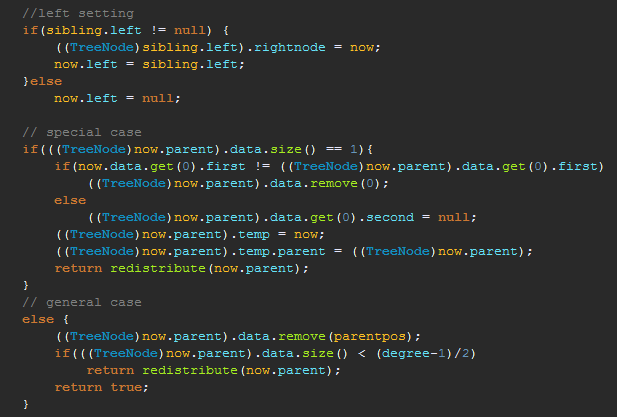 //left setting
if(sibling.left != null) {
    ((TreeNode)sibling.left).rightnode = now;
    now.left = sibling.left;
}else
    now.left = null;

// special case
if(((TreeNode)now.parent).data.size() == 1){
    if(now.data.get(0).first != ((TreeNode)now.parent).data.get(0).first)
        ((TreeNode)now.parent).data.remove(0);
    else
        ((TreeNode)now.parent).data.get(0).second = null;
    ((TreeNode)now.parent).temp = now;
    ((TreeNode)now.parent).temp.parent = ((TreeNode)now.parent);
    return redistribute(now.parent);
}
// general case
else {
    ((TreeNode)now.parent).data.remove(parentpos);
    if(((TreeNode)now.parent).data.size() < (degree-1)/2)
        return redistribute(now.parent);
    return true;
}